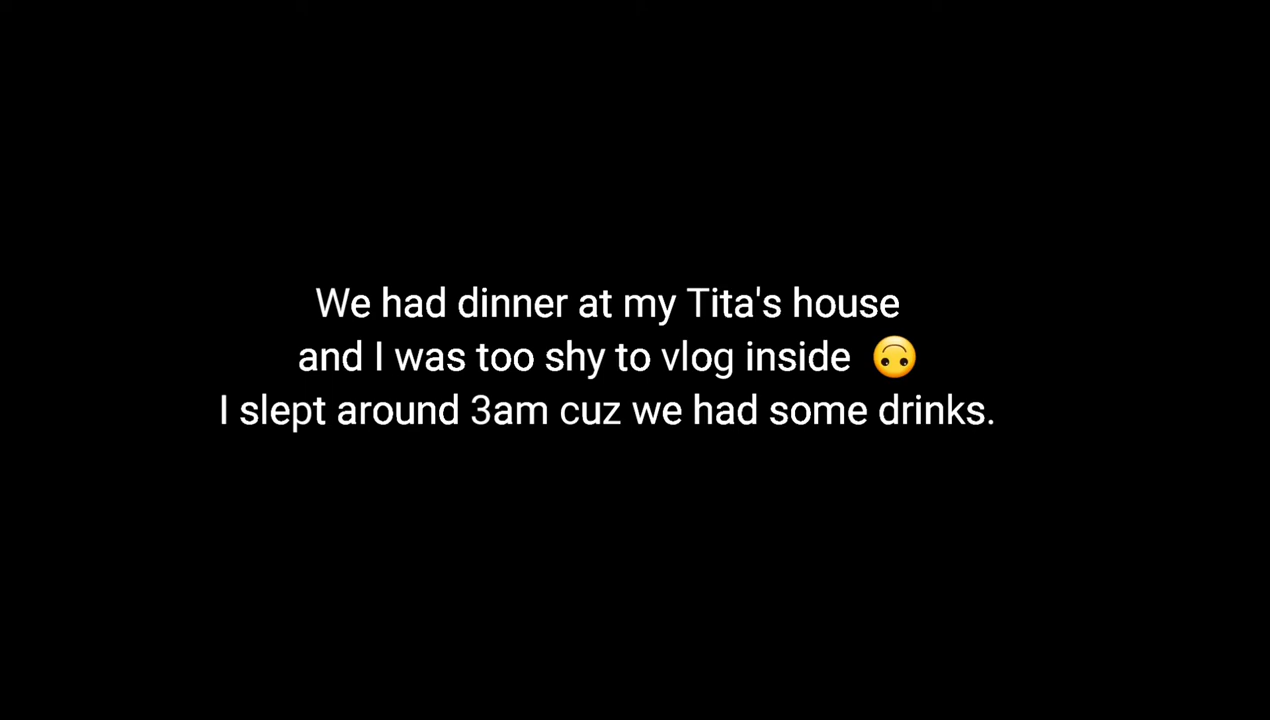 We had dinner at my Tita's house
and I was too shy to vlog inside 🙃
I slept around 3am cuz we had some drinks.